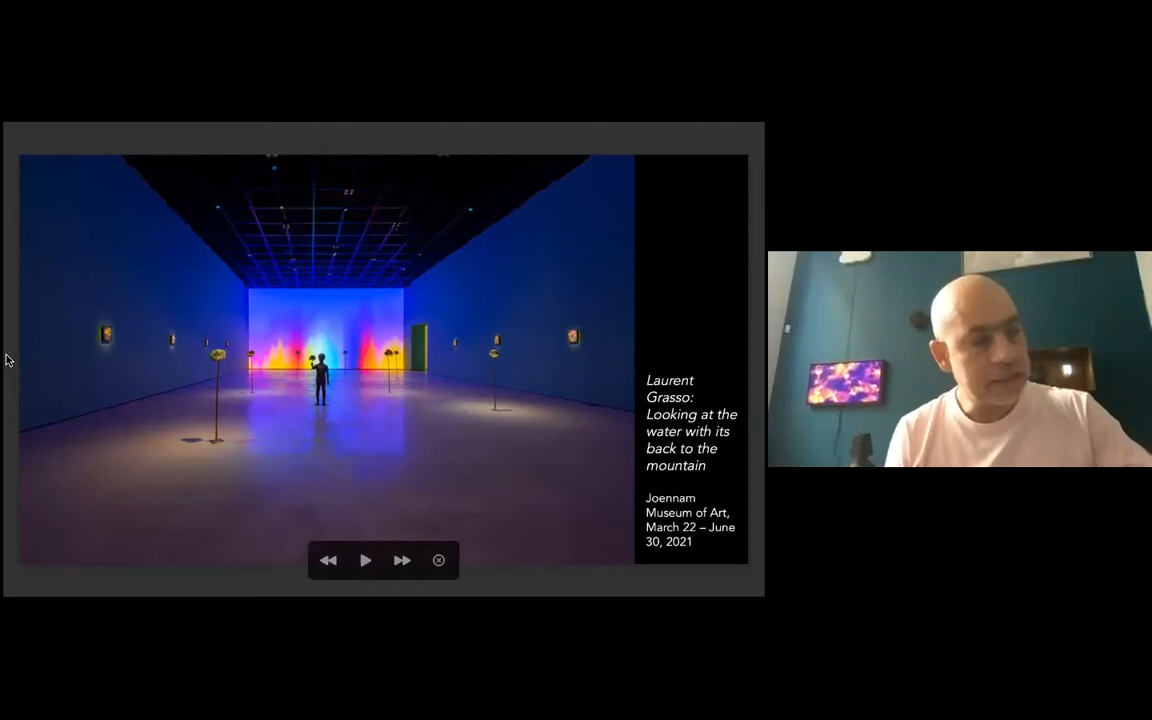 Laurent
Grasso:
Looking at the
water with its
back to the
mountain
Joennam
Museum of Art,
March 22 – June
30, 2021